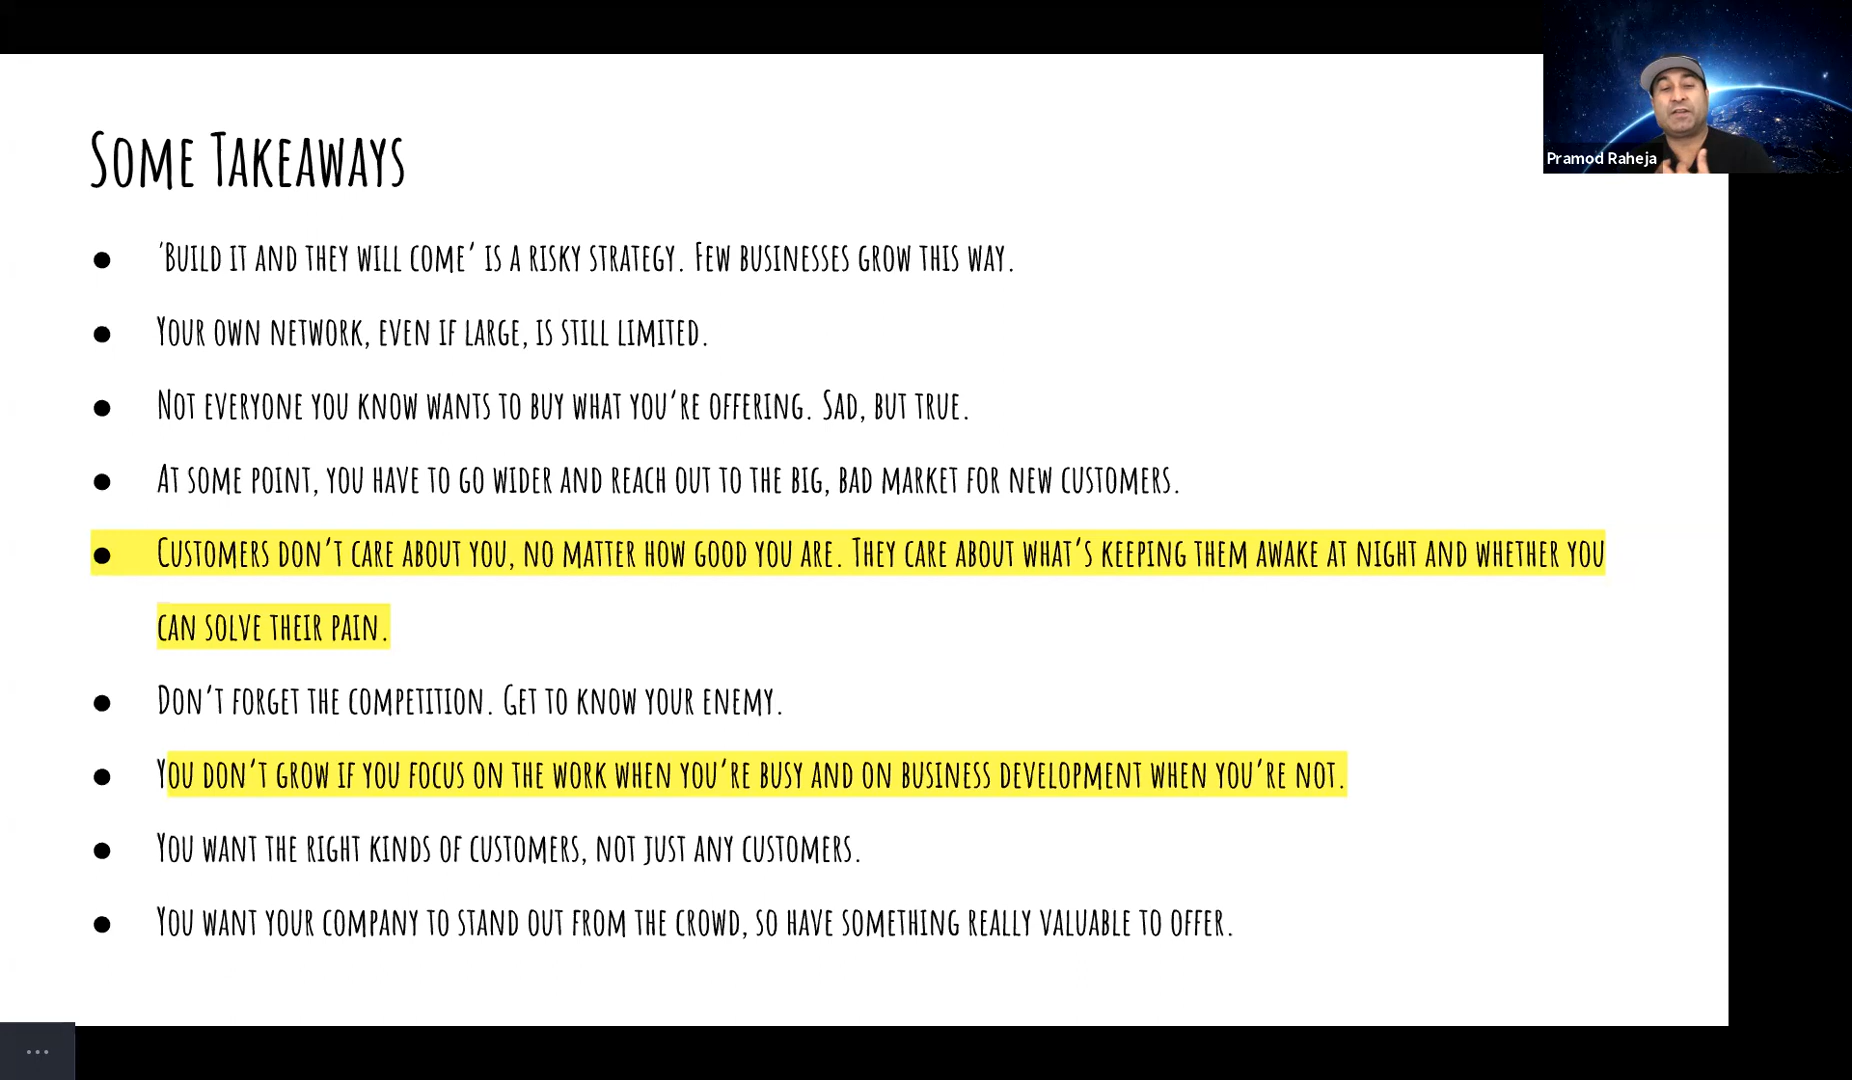 Some Takeaways
● 'Build it and they will come' is a risky strategy. Few businesses grow this way.
● Your own network, even if large, is still limited.
● Not everyone you know wants to buy what you're offering. Sad, but true.
● At some point, you have to go wider and reach out to the big, bad market for new customers.
● Customers don't care about you, no matter how good you are. They care about what's keeping them awake at night and whether you
can solve their pain.
● Don't forget the competition. Get to know your enemy.
● You don't grow if you focus on the work when you're busy and on business development when you're not.
● You want the right kinds of customers, not just any customers.
● You want your company to stand out from the crowd, so have something really valuable to offer.
Pramod Raheja